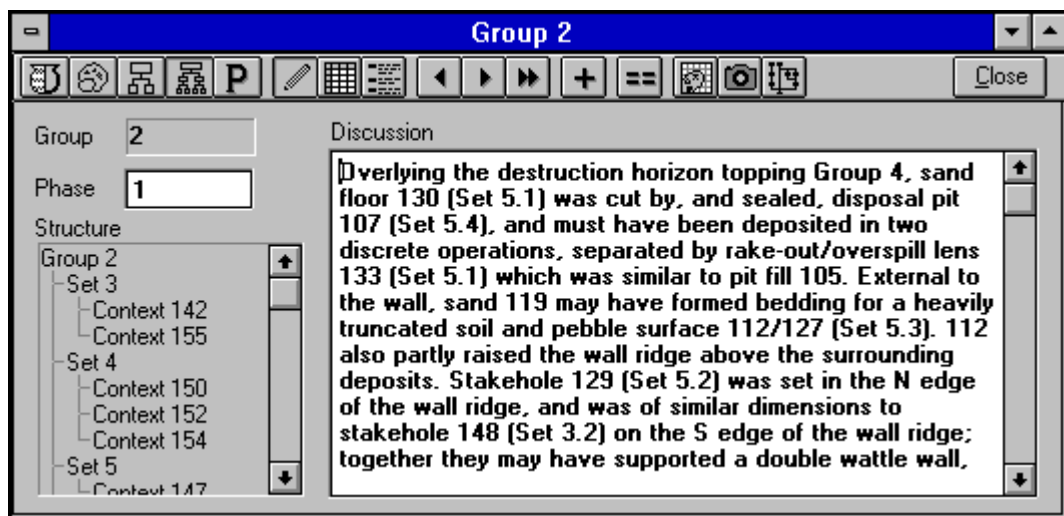 Group 2
P
Close
Group 2
Phase 1
Structure
Group 2
Set 3
Context 142
Context 155
Set 4
Context 150
Context 152
Context 154
Set 5
Context 147
Discussion
Overlying the destruction horizon topping Group 4, sand
floor 130 (Set 5.1) was cut by, and sealed, disposal pit
107 (Set 5.4), and must have been deposited in two
discrete operations, separated by rake-out/overspill lens
133 (Set 5.1) which was similar to pit fill 105. External to
the wall, sand 119 may have formed bedding for a heavily
truncated soil and pebble surface 112/127 (Set 5.3). 112
also partly raised the wall ridge above the surrounding
deposits. Stakehole 129 (Set 5.2) was set in the N edge
of the wall ridge, and was of similar dimensions to
stakehole 148 (Set 3.2) on the S edge of the wall ridge;
together they may have supported a double wattle wall,